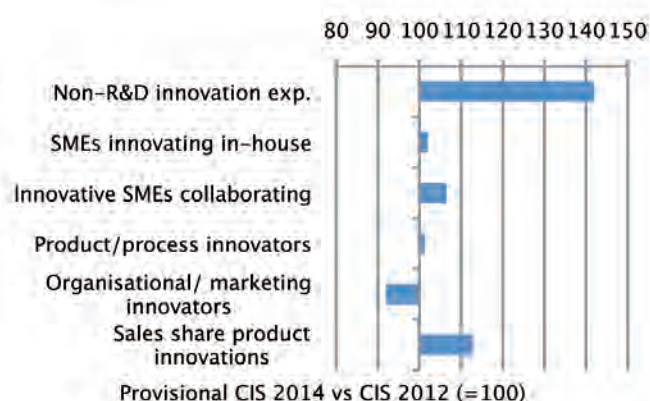 80 90 100 110 120 130 140 150
Non-R&D innovation exp.
SMEs innovating in-house
Innovative SMEs collaborating
Product/process innovators
Organisational/ marketing
innovators
Sales share product
innovations
Provisional CIS 2014 vs CIS 2012 (=100)